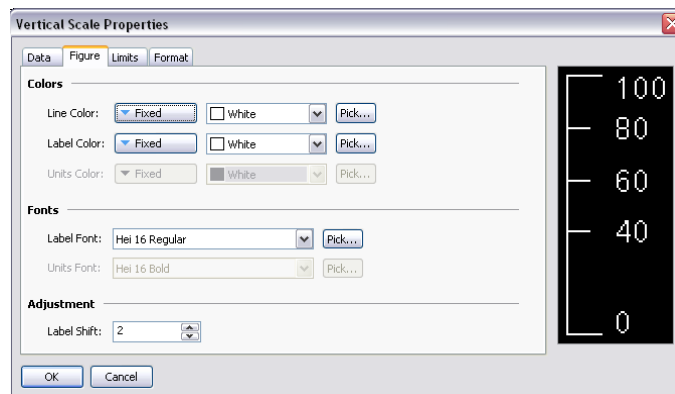 Vertical Scale Properties
Data Figure Limits Format
Colors
Line Color: Fixed White Pick...
Label Color: Fixed White Pick...
Units Color: Fixed White Pick...
Fonts
Label Font: Hei 16 Regular Pick...
Units Font: Hei 16 Bold Pick...
Adjustment
Label Shift: 2
OK Cancel
100
80
60
40
0